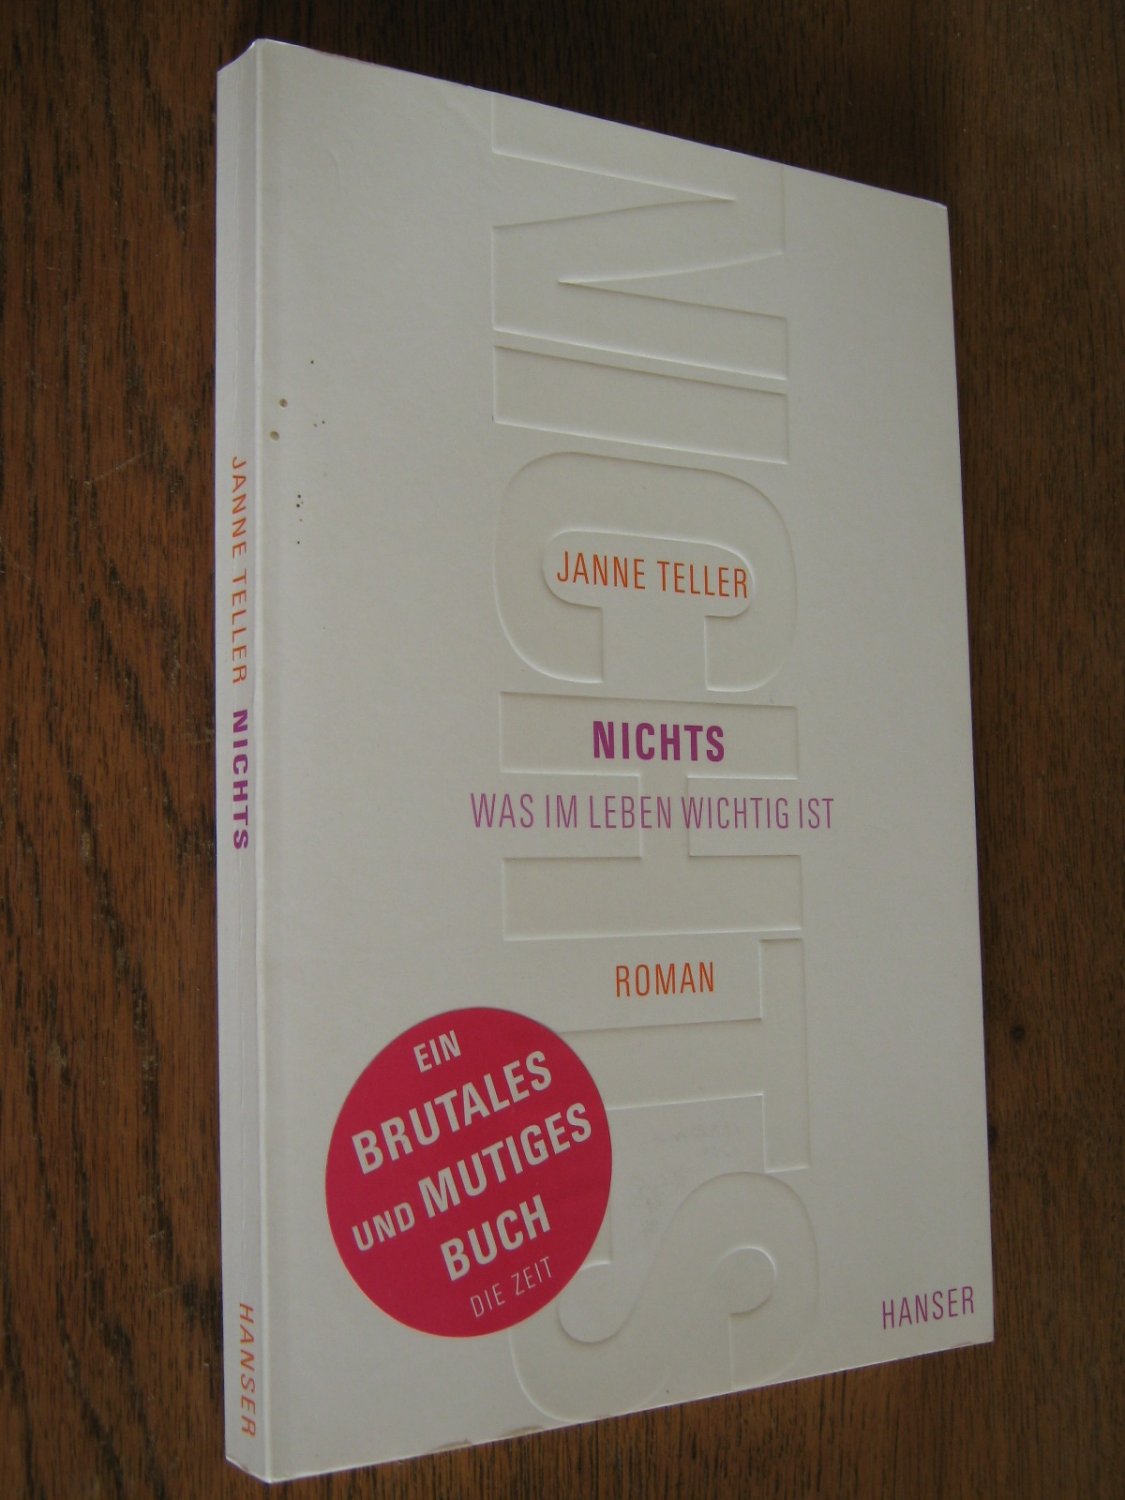 JANNE TELLER NICHTS
HANSER
NICHTS
JANNE TELLER
NICHTS
WAS IM LEBEN WICHTIG IST
ROMAN
EIN
BRUTALES
UND MUTIGES
BUCH
DIE ZEIT
HANSER